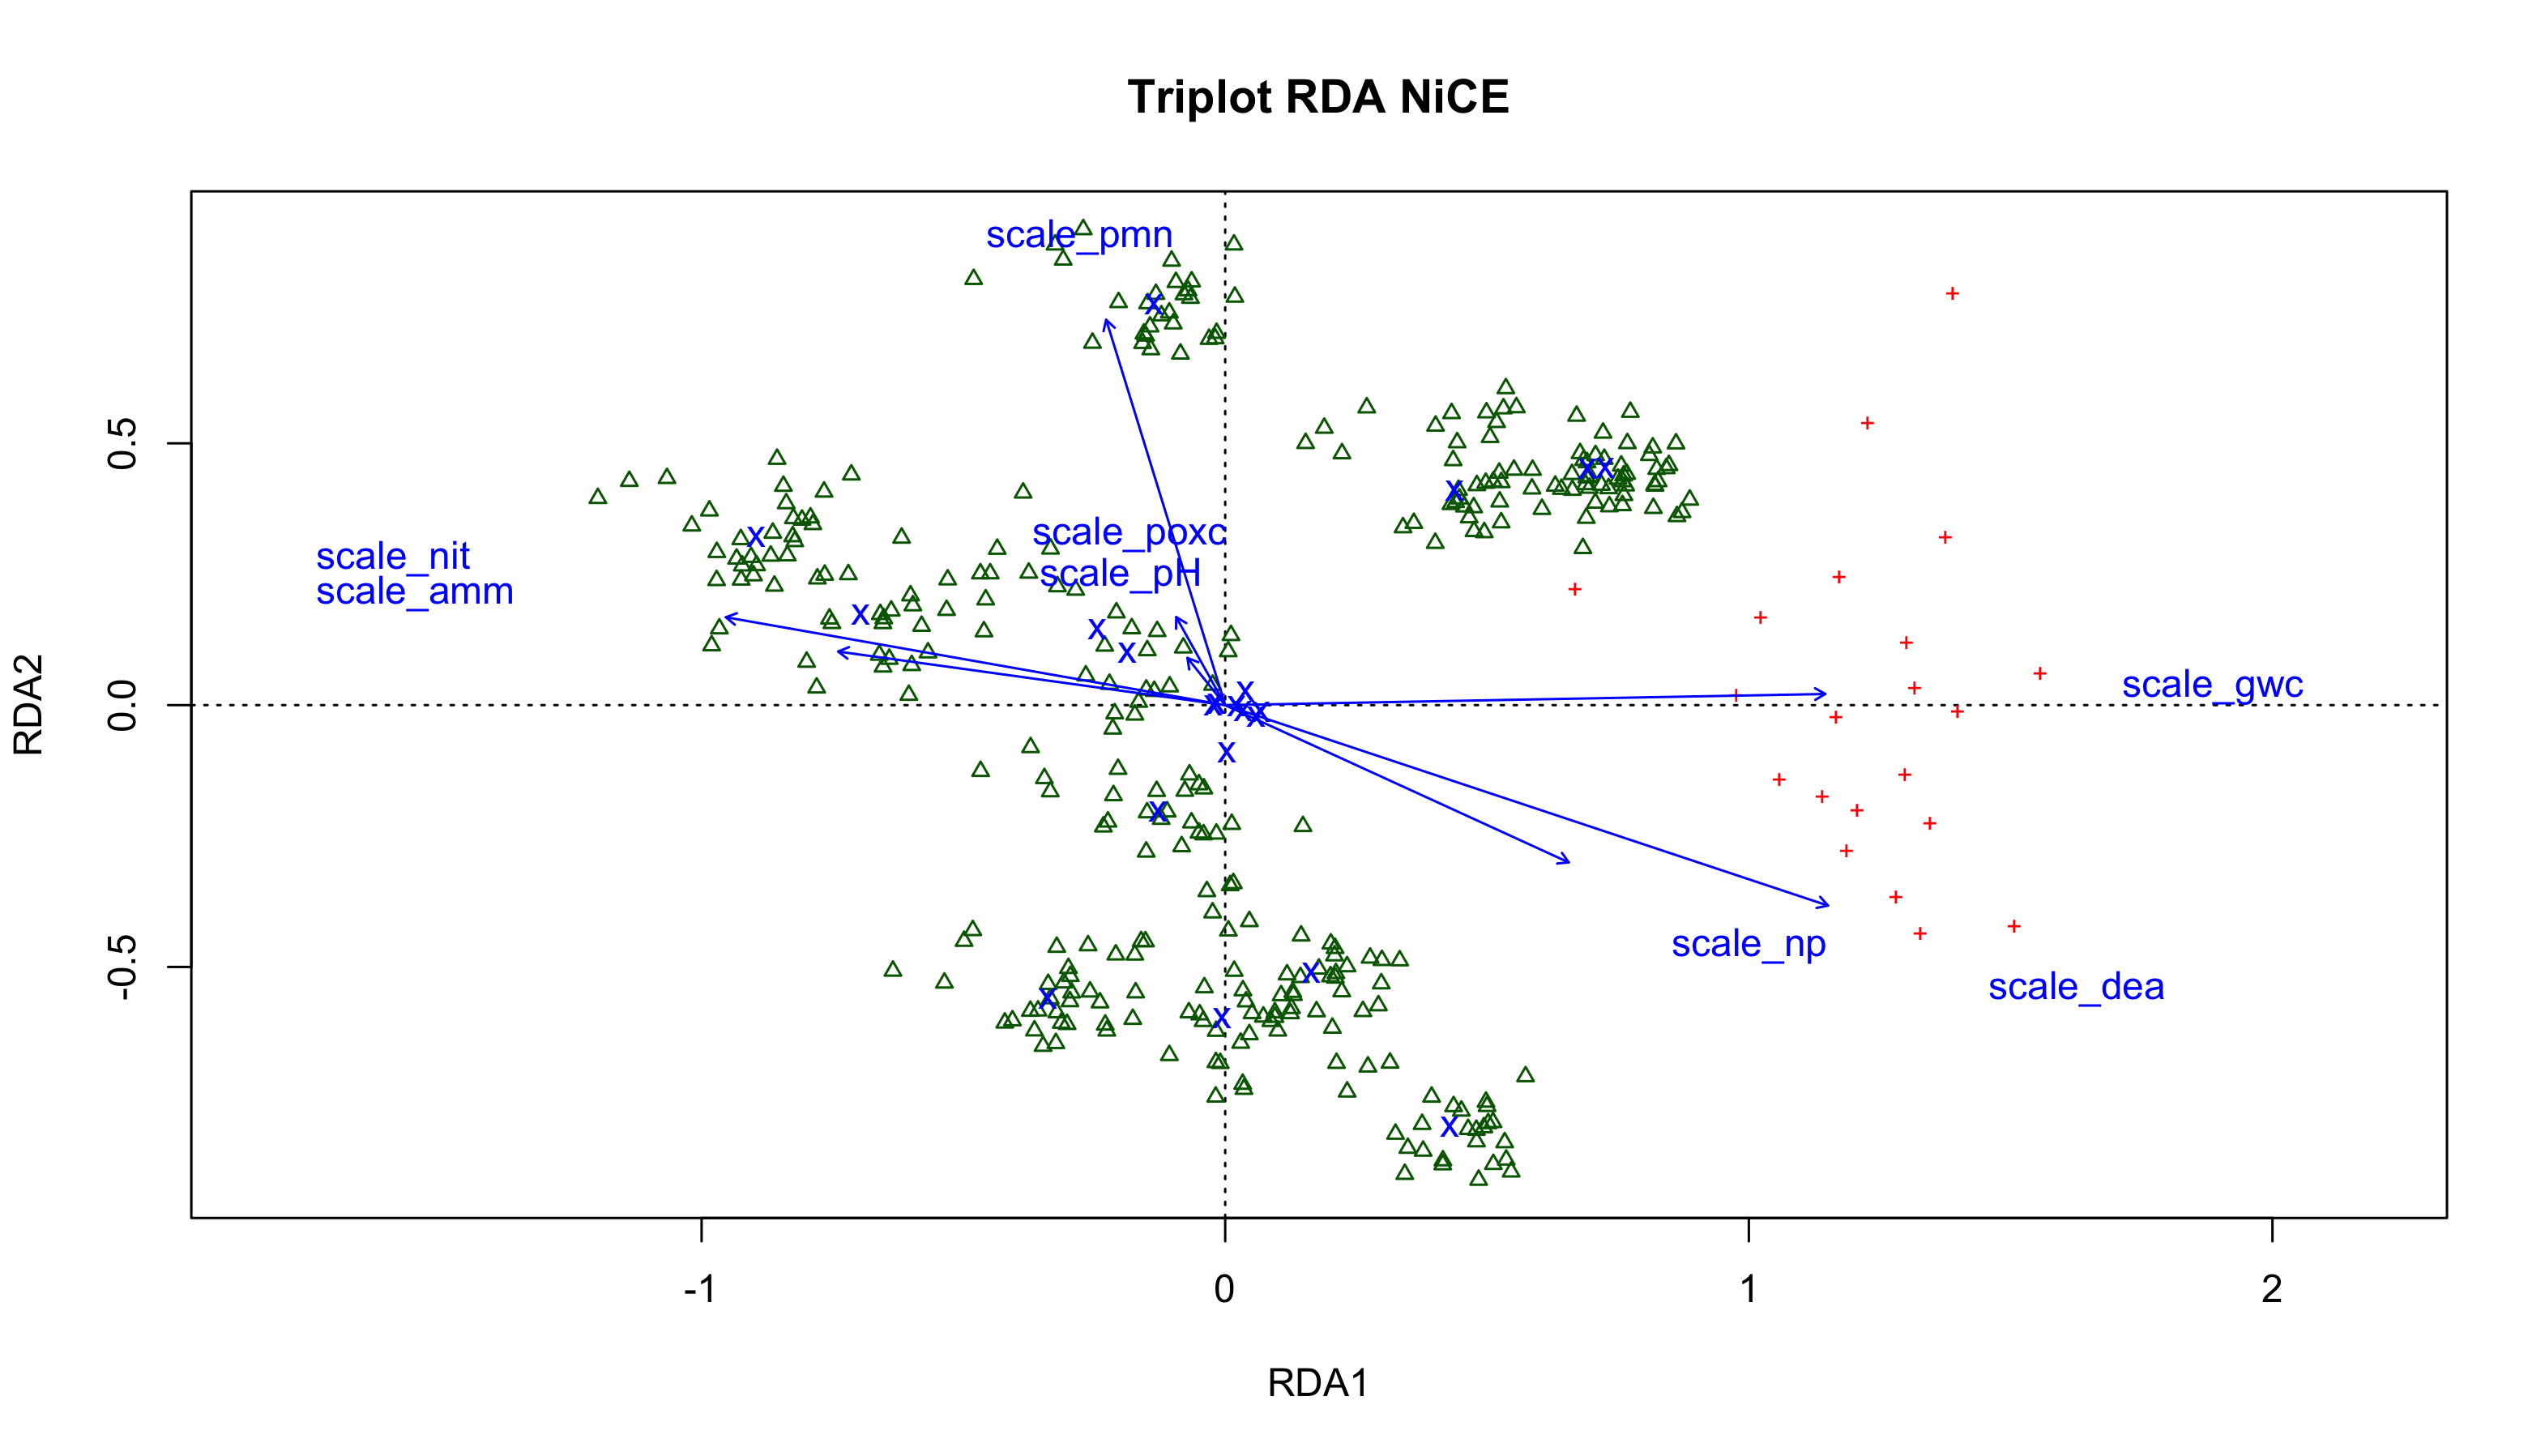 Triplot RDA NiCE
scale_pmn
scale_poxc
scale_pH
scale_nit
scale_amm
scale_gwc
scale_np
scale_dea
RDA2
0.5
0.0
-0.5
-1
0
1
2
RDA1